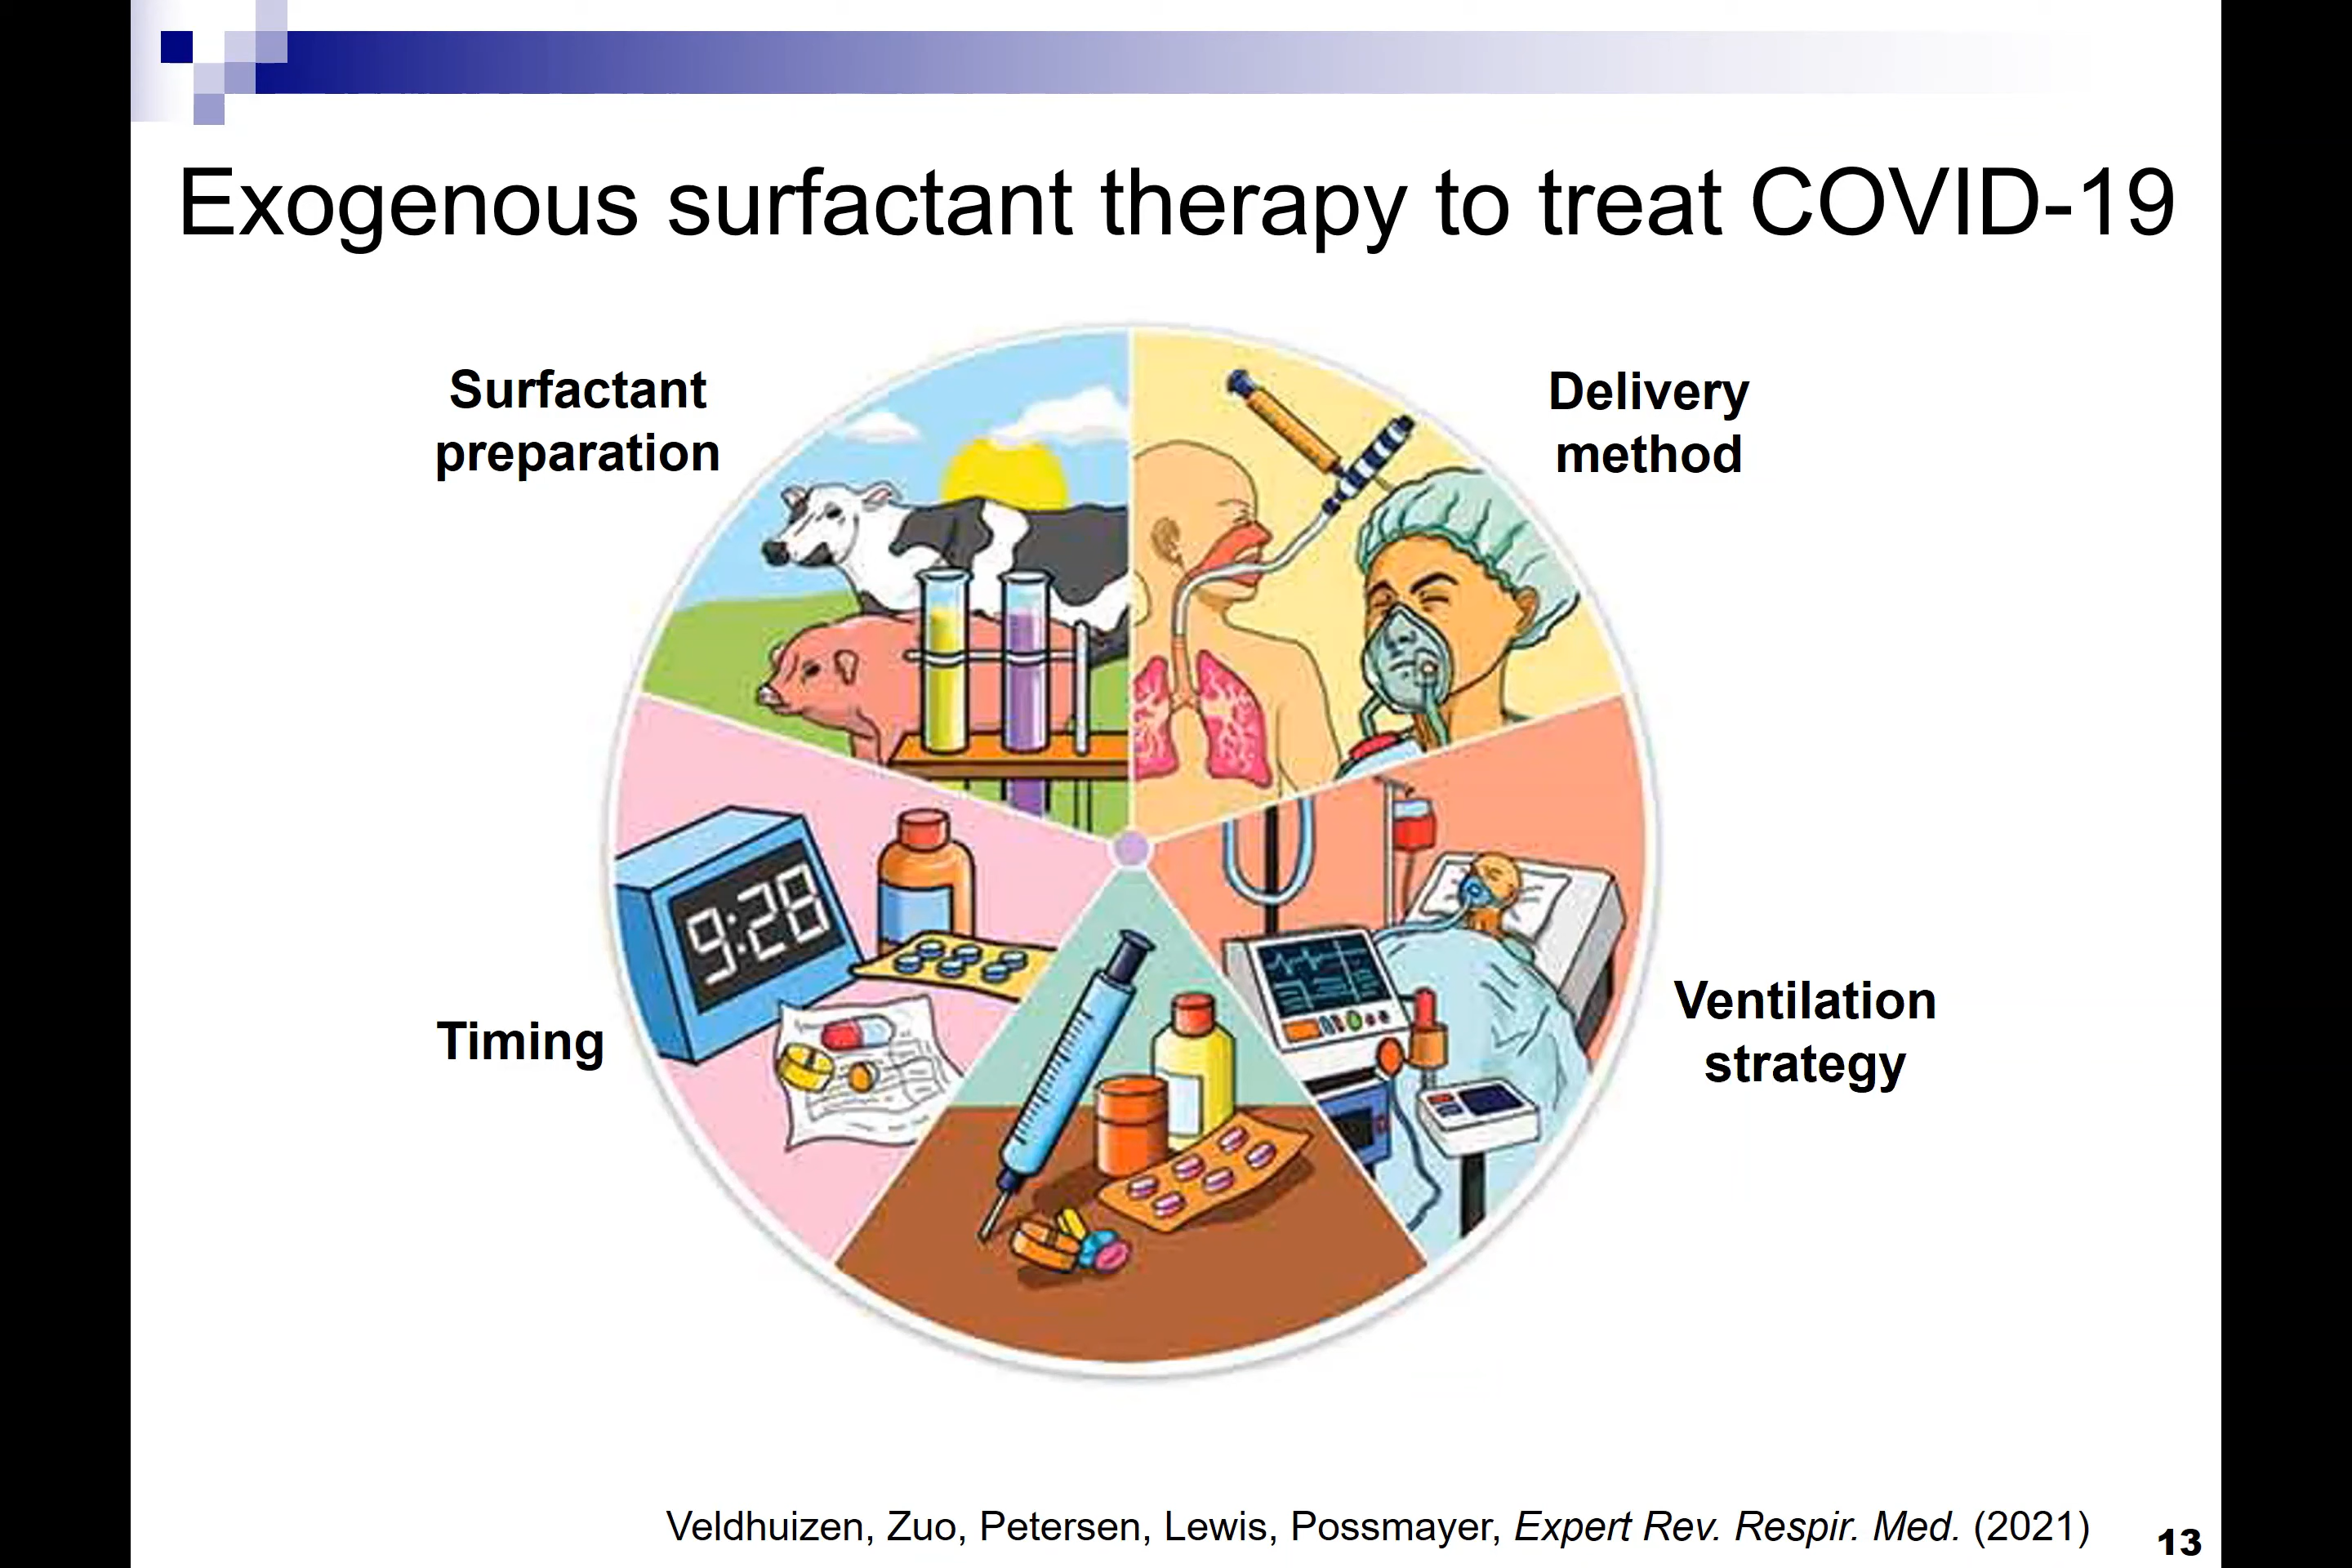 Exogenous surfactant therapy to treat COVID-19
Surfactant
preparation
Delivery
method
9:28
Timing
Ventilation
strategy
Veldhuizen, Zuo, Petersen, Lewis, Possmayer, Expert Rev. Respir. Med. (2021)
13